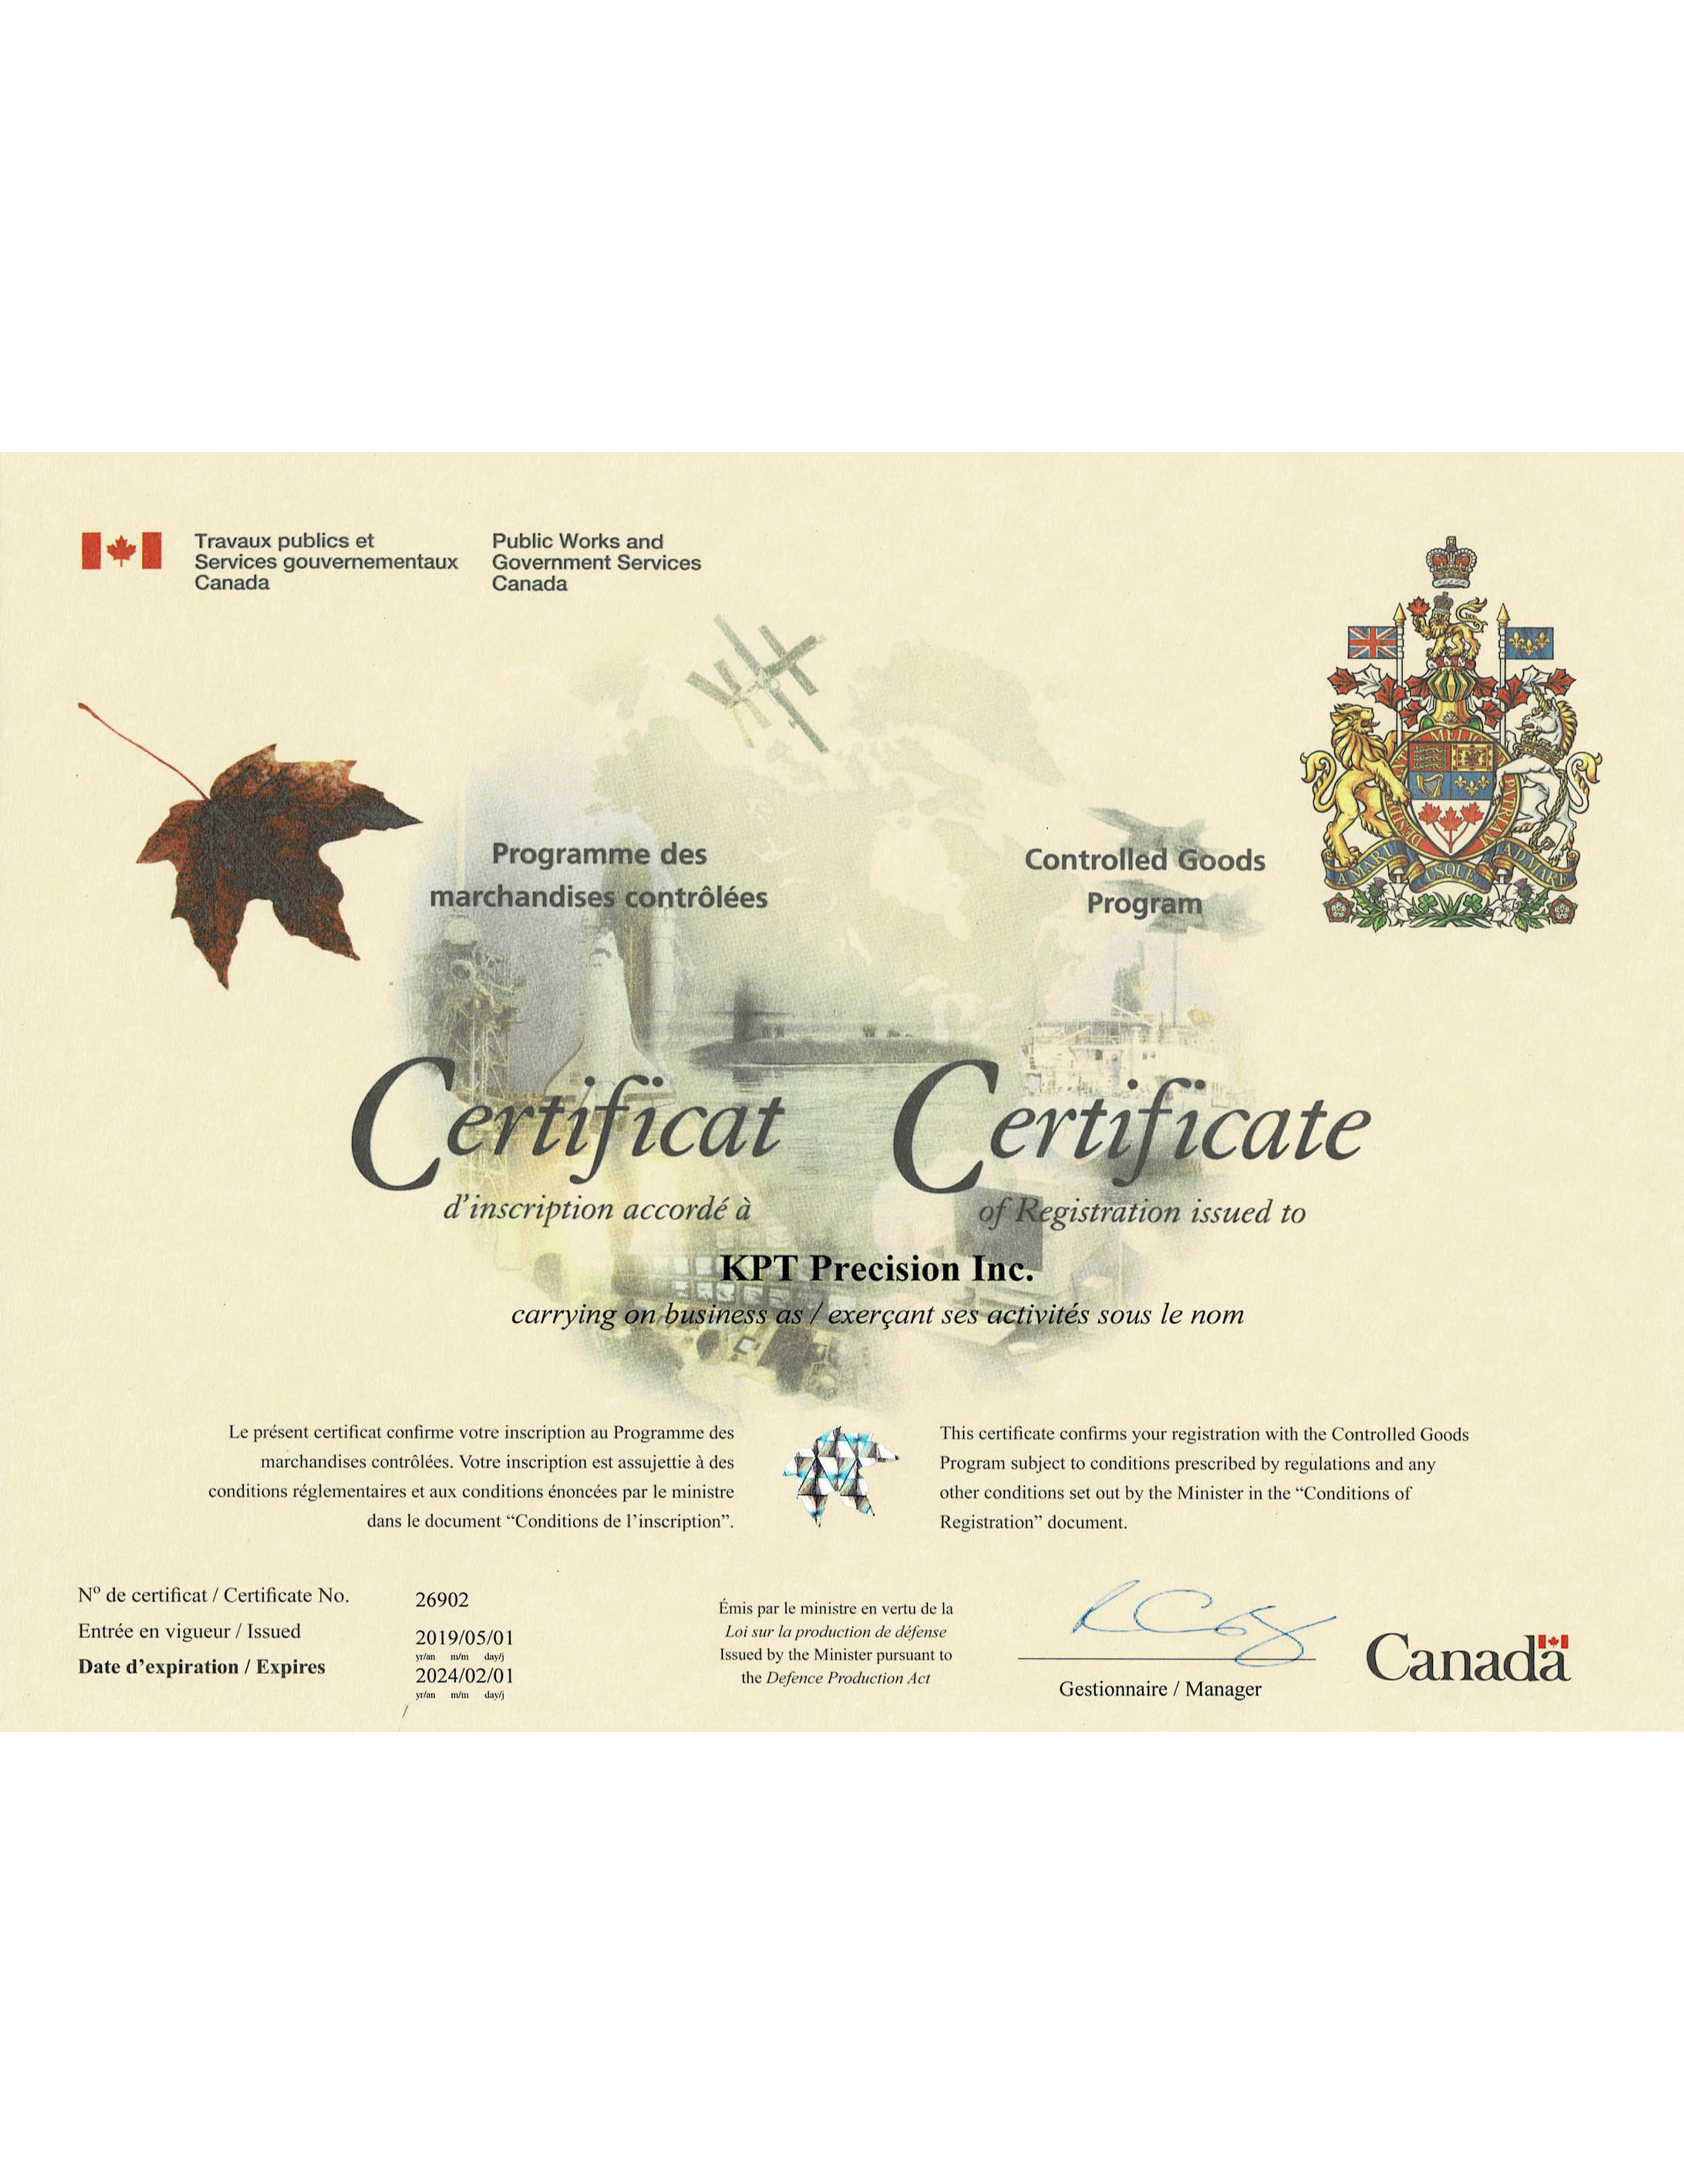 Travaux publics et
Services gouvernementaux
Canada
Public Works and
Government Services
Canada
Programme des
marchandises contrôlées
Controlled Goods
Program
Certificat
d'inscription accordé à
Certificate
of Registration issued to
KPT Precision Inc.
carrying on business as / exerçant ses activités sous le nom
Le présent certificat confirme votre inscription au Programme des
marchandises contrôlées. Votre inscription est assujettie à des
conditions réglementaires et aux conditions énoncées par le ministre
dans le document “Conditions de l'inscription”.
This certificate confirms your registration with the Controlled Goods
Program subject to conditions prescribed by regulations and any
other conditions set out by the Minister in the “Conditions of
Registration” document.
Nº de certificat / Certificate No. 26902
Entrée en vigueur / Issued 2019/05/01
yr/an m/m day/j
Date d'expiration / Expires 2024/02/01
yr/an m/m day/j
Émis par le ministre en vertu de la
Loi sur la production de défense
Issued by the Minister pursuant to
the Defence Production Act
Gestionnaire / Manager
Canada
A MARI USQUE AD MARE